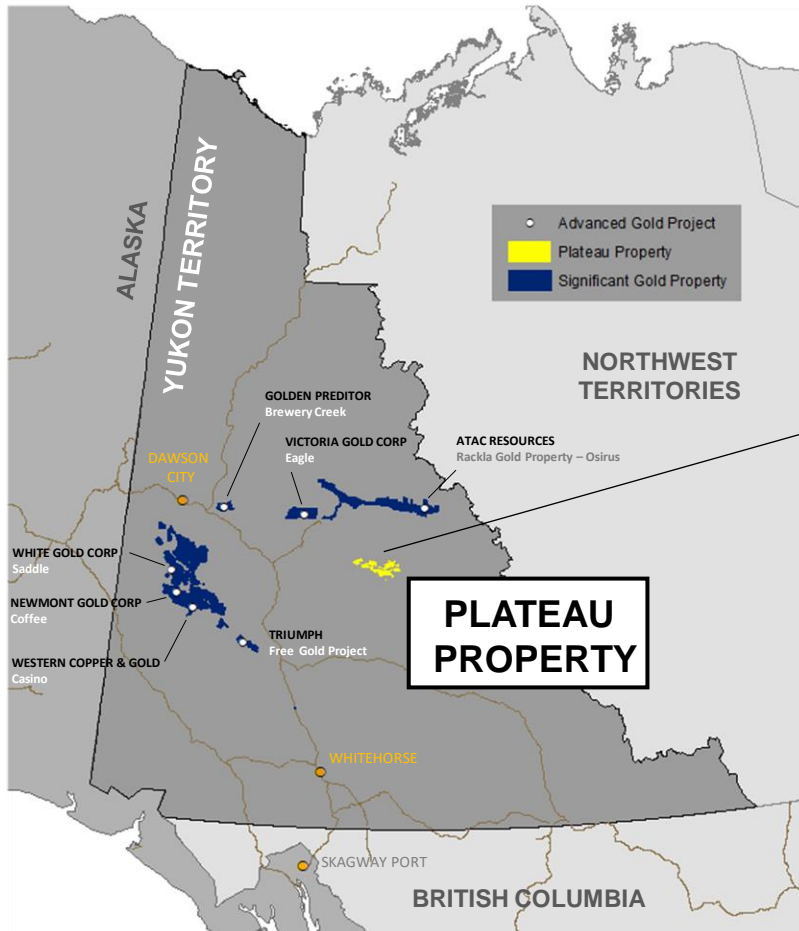 ALASKA
YUKON TERRITORY
Advanced Gold Project
Plateau Property
Significant Gold Property
NORTHWEST
TERRITORIES
GOLDEN PREDITOR
Brewery Creek
VICTORIA GOLD CORP
Eagle
ATAC RESOURCES
Rackla Gold Property – Osirus
DAWSON
CITY
WHITE GOLD CORP
Saddle
NEWMONT GOLD CORP
Coffee
WESTERN COPPER & GOLD
Casino
TRIUMPH
Free Gold Project
PLATEAU
PROPERTY
WHITEHORSE
SKAGWAY PORT
BRITISH COLUMBIA